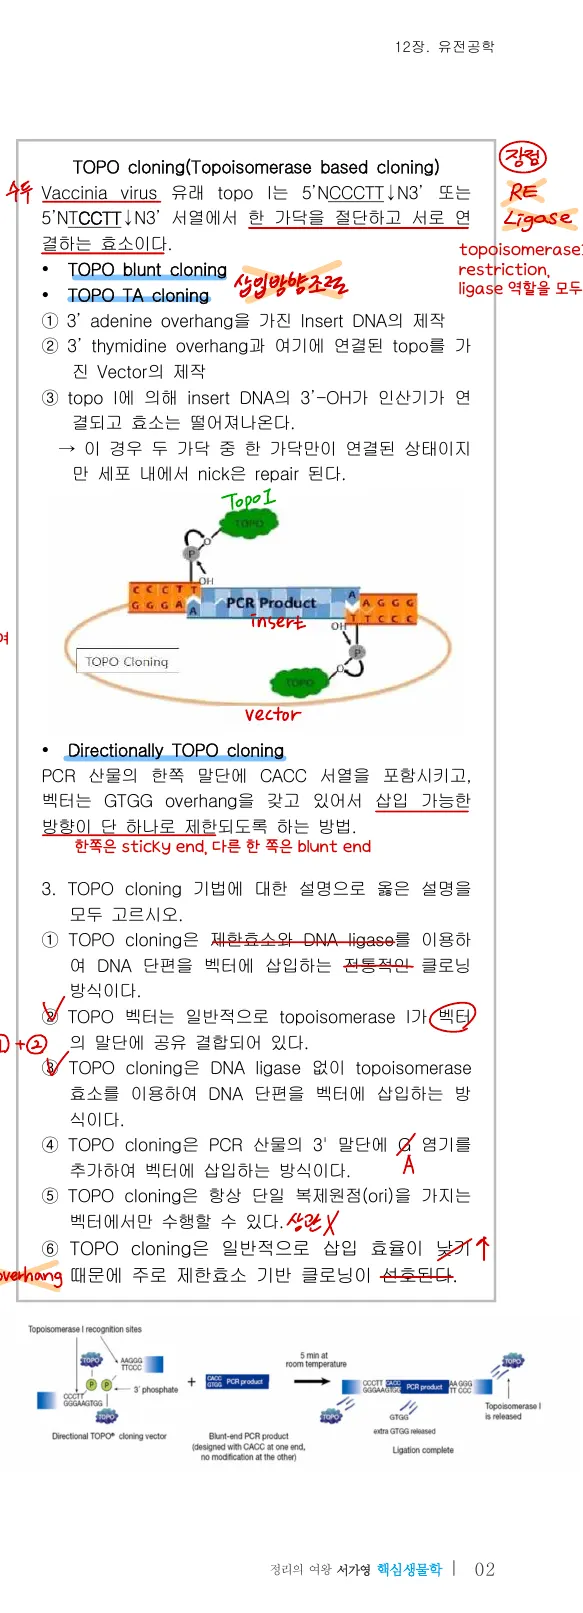 12장. 유전공학
TOPO cloning(Topoisomerase based cloning)
장점
수두 Vaccinia virus 유래 topo I는 5'NCCCTT↓N3' 또는
RE
5'NTCCTT↓N3' 서열에서 한 가닥을 절단하고 서로 연
Ligase
결하는 효소이다.
topoisomerase
restriction,
ligase 역할을 모두
• TOPO blunt cloning
• TOPO TA cloning
삽입방향조절
① 3' adenine overhang을 가진 Insert DNA의 제작
② 3' thymidine overhang과 여기에 연결된 topo를 가
진 Vector의 제작
③ topo I에 의해 insert DNA의 3'-OH가 인산기가 연
결되고 효소는 떨어져나온다.
→ 이 경우 두 가닥 중 한 가닥만이 연결된 상태이지
만 세포 내에서 nick은 repair 된다.
Topo I
TOPO
O
P
OH
C C C T T
G G G A
A
PCR Product
A
A G G G
T T C C C
insert
OH
P
O
TOPO
여
TOPO Cloning
vector
• Directionally TOPO cloning
PCR 산물의 한쪽 말단에 CACC 서열을 포함시키고,
벡터는 GTGG overhang을 갖고 있어서 삽입 가능한
방향이 단 하나로 제한되도록 하는 방법.
한쪽은 sticky end, 다른 한 쪽은 blunt end
3. TOPO cloning 기법에 대한 설명으로 옳은 설명을
모두 고르시오.
① TOPO cloning은 제한효소와 DNA ligase를 이용하
여 DNA 단편을 벡터에 삽입하는 전통적인 클로닝
방식이다.
② TOPO 벡터는 일반적으로 topoisomerase I가 벡터
의 말단에 공유 결합되어 있다.
①+②
③ TOPO cloning은 DNA ligase 없이 topoisomerase
효소를 이용하여 DNA 단편을 벡터에 삽입하는 방
식이다.
④ TOPO cloning은 PCR 산물의 3' 말단에 G 염기를
A
추가하여 벡터에 삽입하는 방식이다.
⑤ TOPO cloning은 항상 단일 복제원점(ori)을 가지는
벡터에서만 수행할 수 있다. 상관X
⑥ TOPO cloning은 일반적으로 삽입 효율이 낮기 ↑
overhang 때문에 주로 제한효소 기반 클로닝이 선호된다.
Topoisomerase I recognition sites
TOPO
AAGGG
TTCCC
P P
3' phosphate
CCCTT
GGGAAGTGG
TOPO
Directional TOPO® cloning vector
+
CACC
GTGG
PCR product
Blunt-end PCR product
(designed with CACC at one end,
no modification at the other)
5 min at
room temperature
TOPO
CCCTT CACC
GGGAAGTGG
PCR product
AA GGG
TT CCC
TOPO
Topoisomerase I
is released
GTGG
extra GTGG released
Ligation complete
정리의 여왕 서가영 핵심생물학 | 02